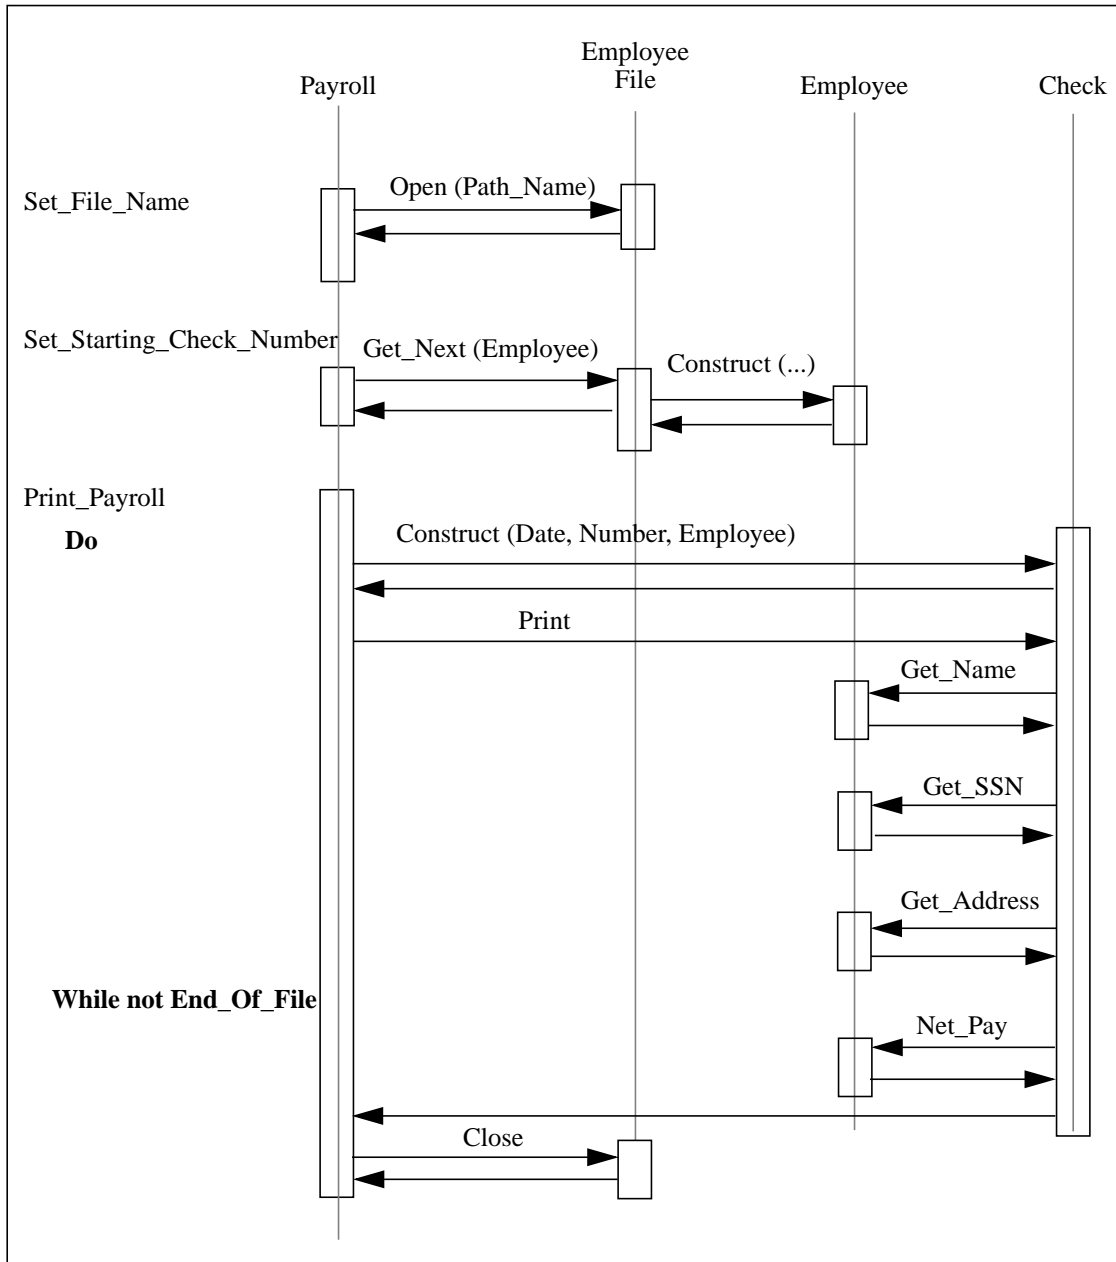 Payroll
Employee
File
Employee
Check
Set_File_Name
Open (Path_Name)
Set_Starting_Check_Number
Get_Next (Employee)
Construct (...)
Print_Payroll
Do
Construct (Date, Number, Employee)
Print
Get_Name
Get_SSN
Get_Address
While not End_Of_File
Net_Pay
Close